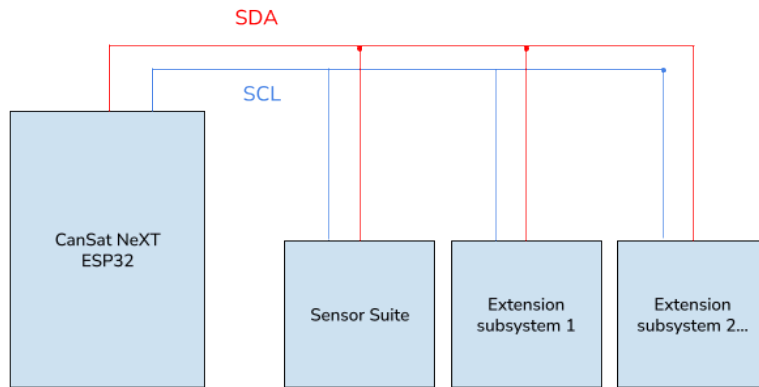 SDA
SCL
CanSat NeXT
ESP32
Sensor Suite
Extension
subsystem 1
Extension
subsystem 2...